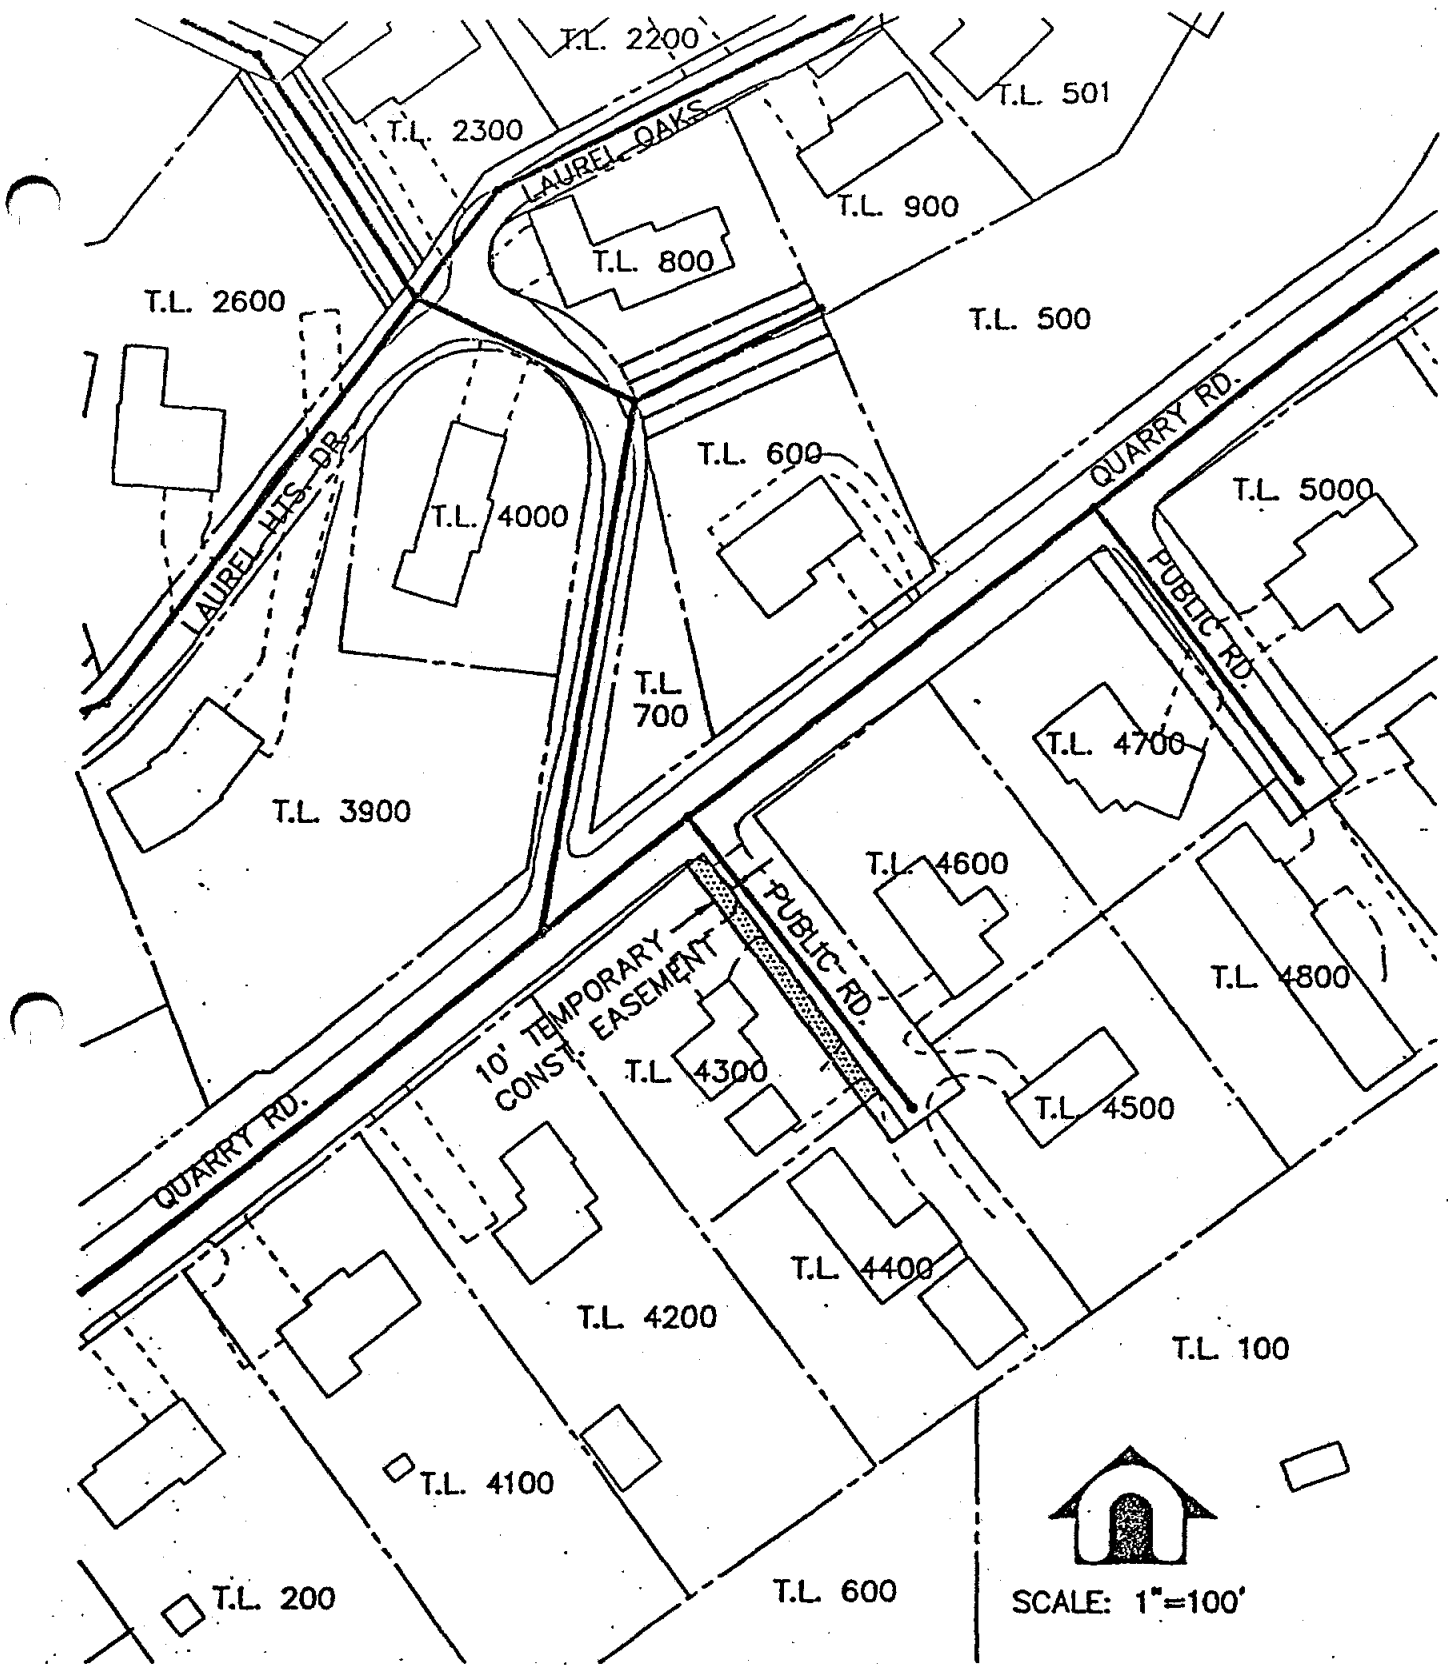 T.L. 2200
T.L. 501
T.L. 2300
LAUREL OAKS
T.L. 900
T.L. 800
T.L. 2600
T.L. 500
QUARRY RD.
T.L. 600
LAUREL HTS. DR.
T.L. 5000
T.L. 4000
PUBLIC RD.
T.L.
700
T.L. 4700
T.L. 3900
T.L. 4600
PUBLIC RD.
10' TEMPORARY
CONST. EASEMENT
T.L. 4800
T.L. 4300
T.L. 4500
QUARRY RD.
T.L. 4400
T.L. 4200
T.L. 100
T.L. 4100
T.L. 200
T.L. 600
SCALE: 1"=100'